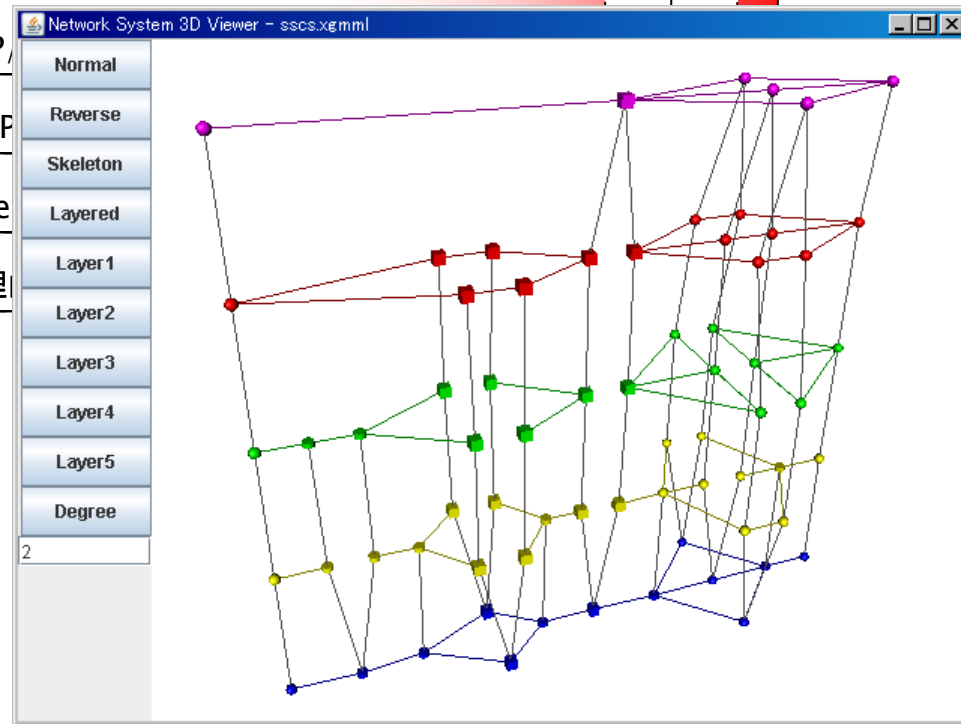 Network System 3D Viewer - sscs.xgmml
Normal
Reverse
Skeleton
Layered
Layer1
Layer2
Layer3
Layer4
Layer5
Degree
2